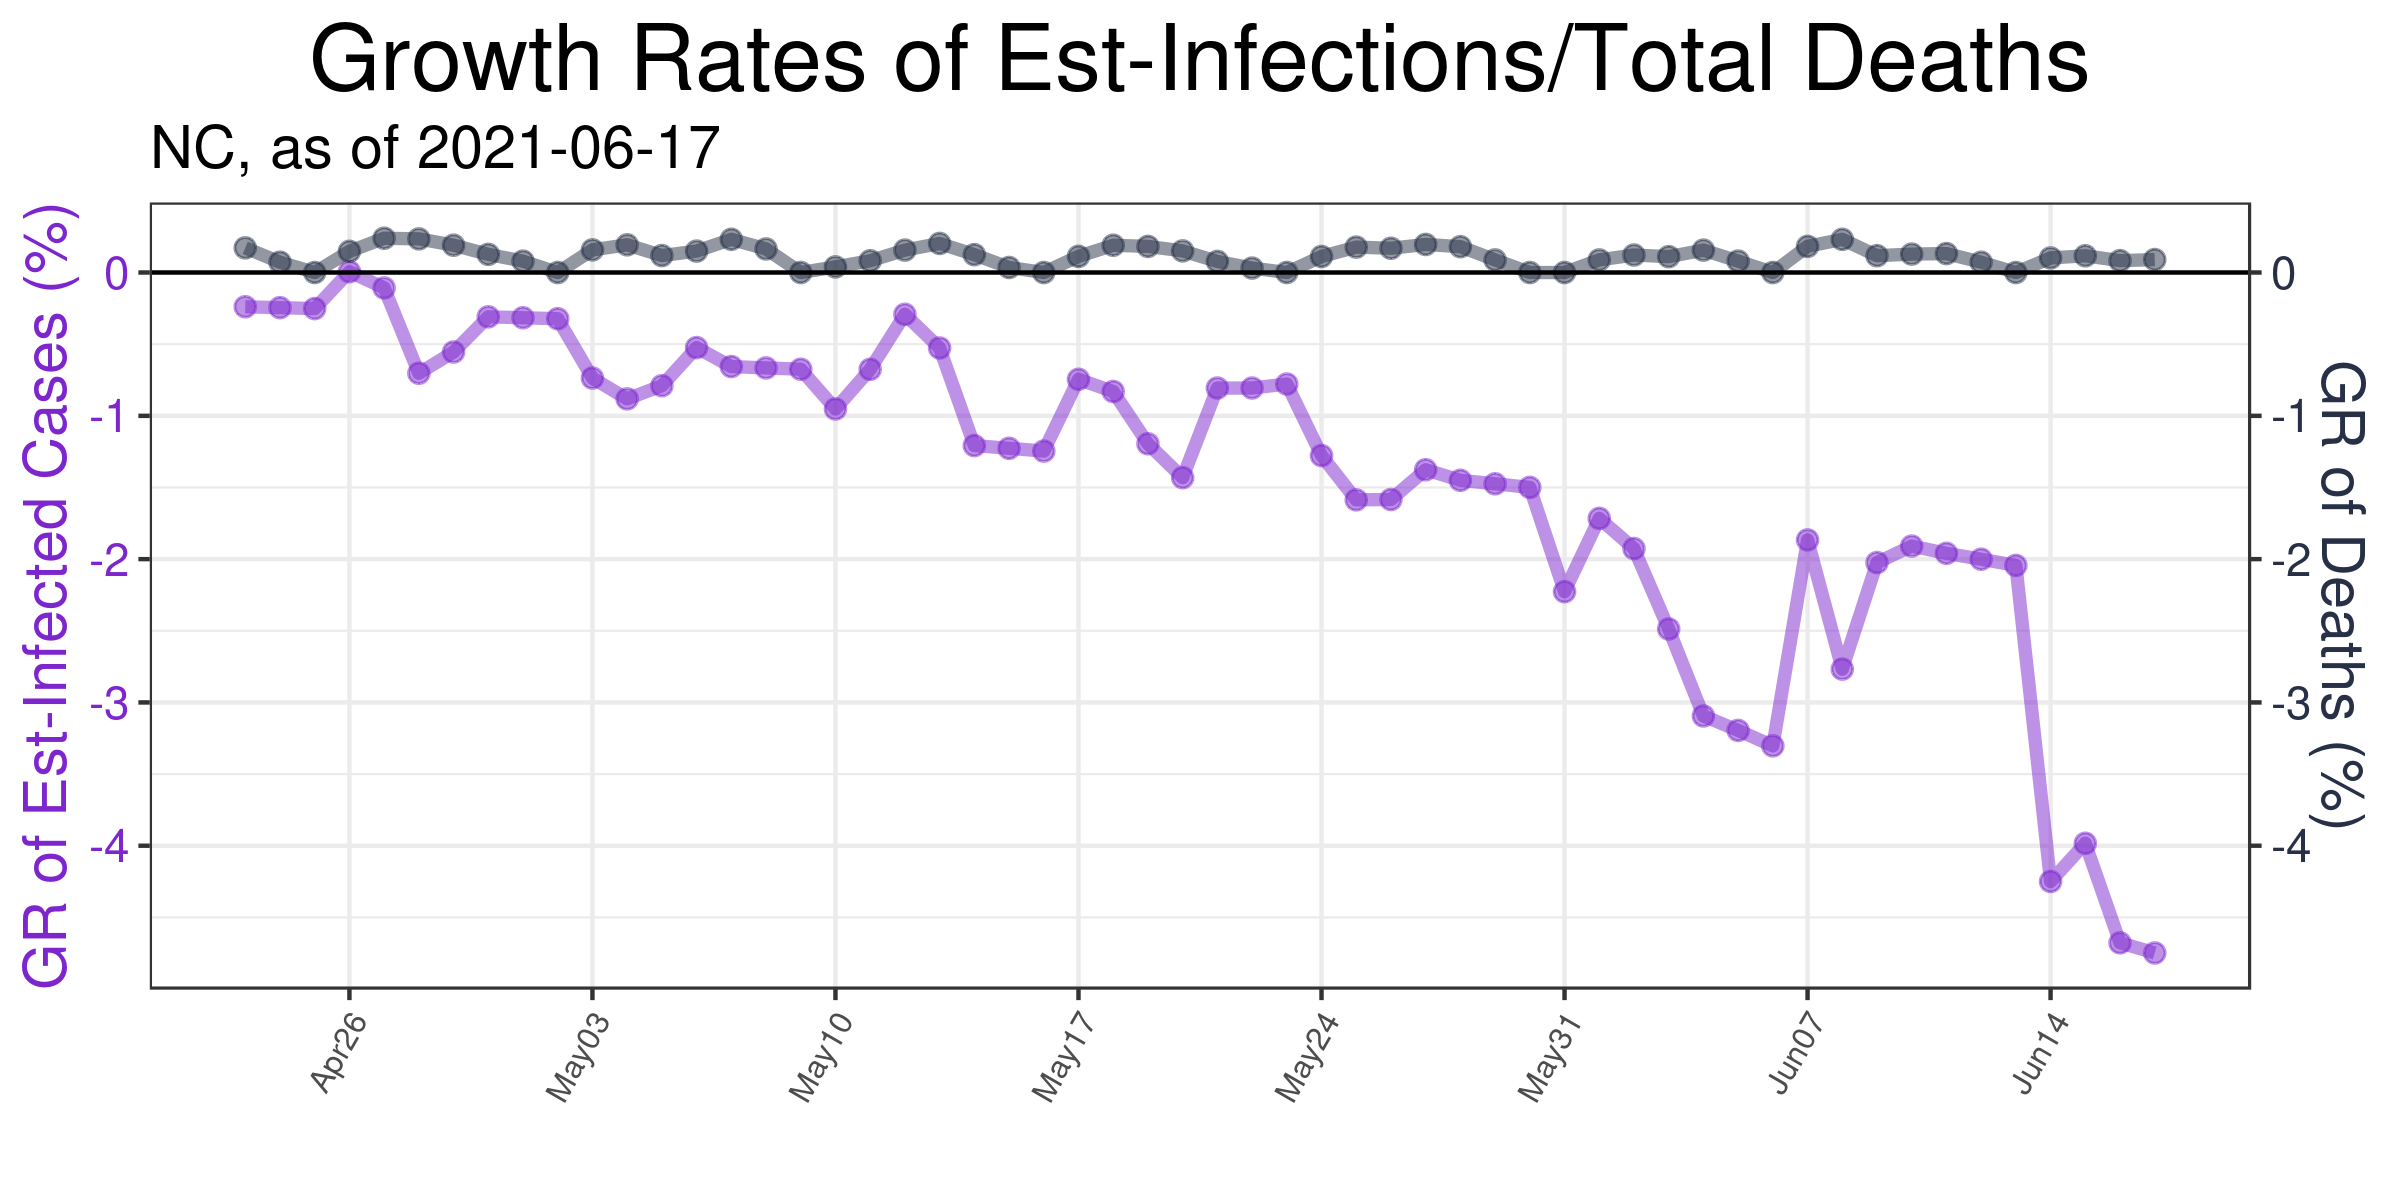 Growth Rates of Est-Infections/Total Deaths
NC, as of 2021-06-17
GR of Est-Infected Cases (%)
0
-1
-2
-3
-4
0
-1
-2
-3
-4
GR of Deaths (%)
Apr26
May03
May10
May17
May24
May31
Jun07
Jun14